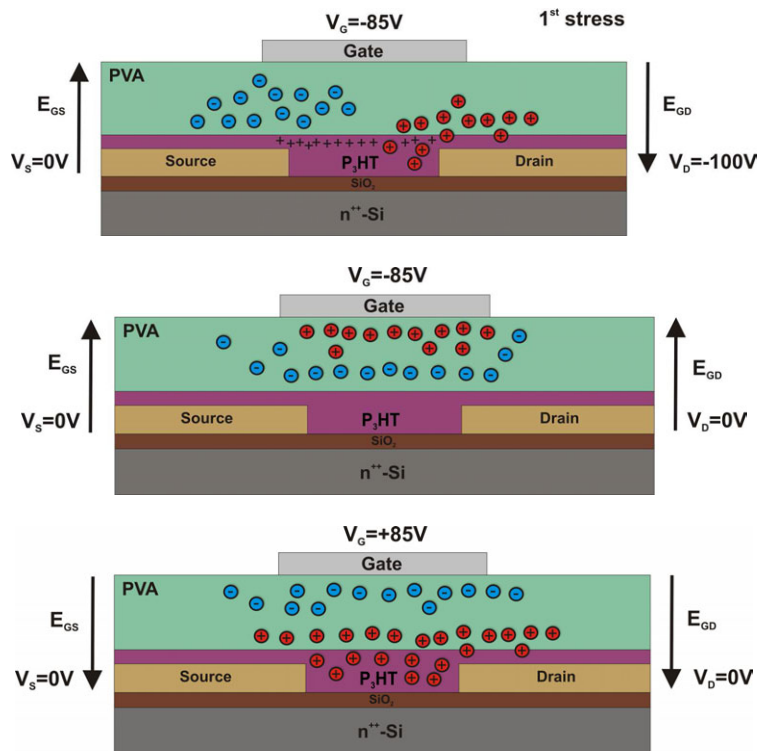 V_G=-85V
1^st stress
Gate
PVA
E_GS
E_GD
V_S=0V
Source
P_3HT
Drain
V_D=-100V
SiO_2
n^++-Si
V_G=-85V
Gate
PVA
E_GS
E_GD
V_S=0V
Source
P_3HT
Drain
V_D=0V
SiO_2
n^++-Si
V_G=+85V
Gate
PVA
E_GS
E_GD
V_S=0V
Source
P_3HT
Drain
V_D=0V
SiO_2
n^++-Si